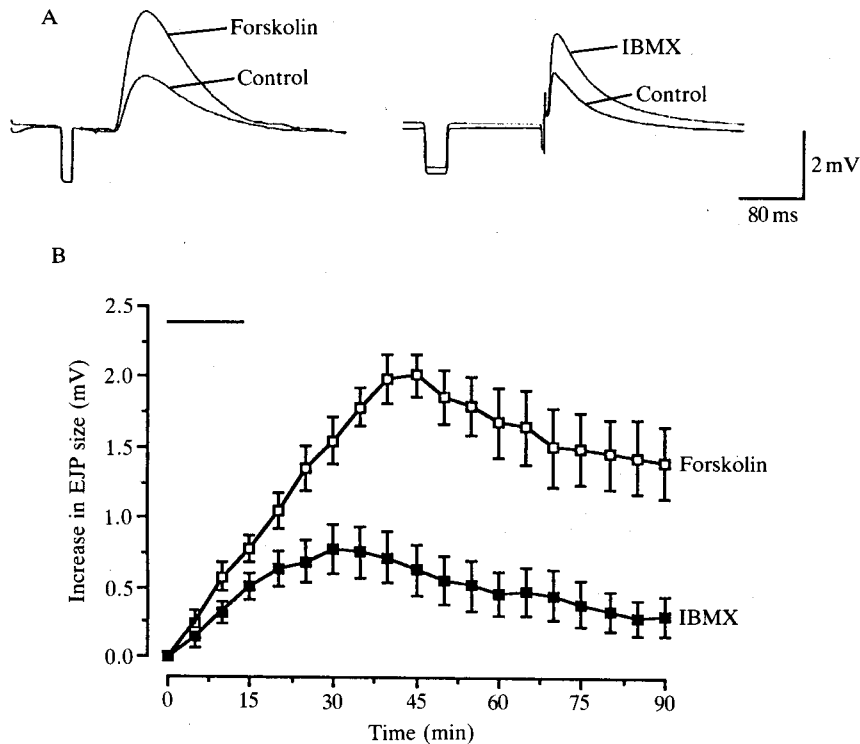 A
Forskolin
Control
IBMX
Control
2 mV
80 ms
B
Increase in EJP size (mV)
2.5
2.0
1.5
1.0
0.5
0.0
Forskolin
IBMX
0 15 30 45 60 75 90
Time (min)